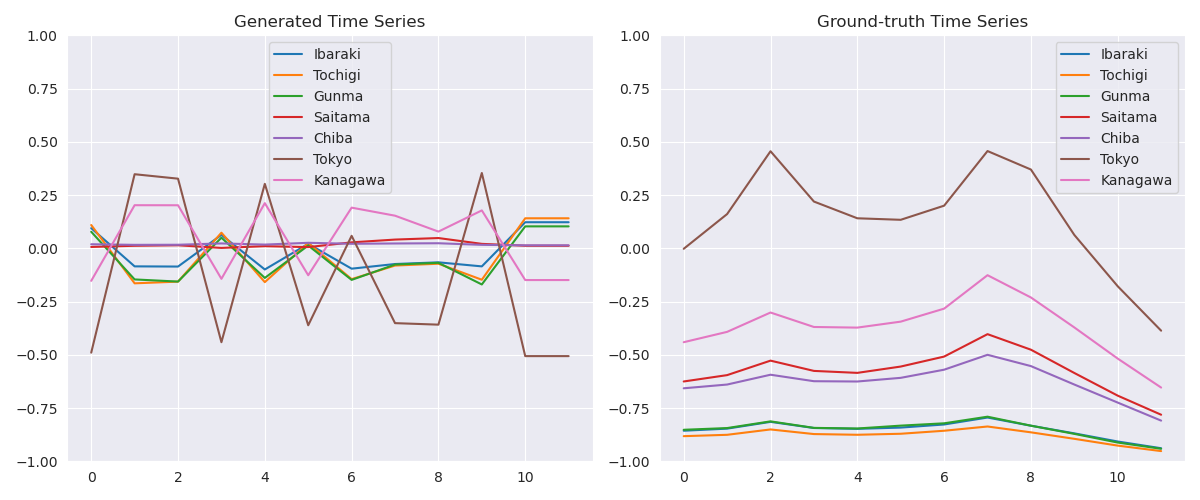 Generated Time Series
1.00
0.75
0.50
0.25
0.00
−0.25
−0.50
−0.75
−1.00
0 2 4 6 8 10
Ibaraki
Tochigi
Gunma
Saitama
Chiba
Tokyo
Kanagawa
Ground-truth Time Series
1.00
0.75
0.50
0.25
0.00
−0.25
−0.50
−0.75
−1.00
0 2 4 6 8 10
Ibaraki
Tochigi
Gunma
Saitama
Chiba
Tokyo
Kanagawa